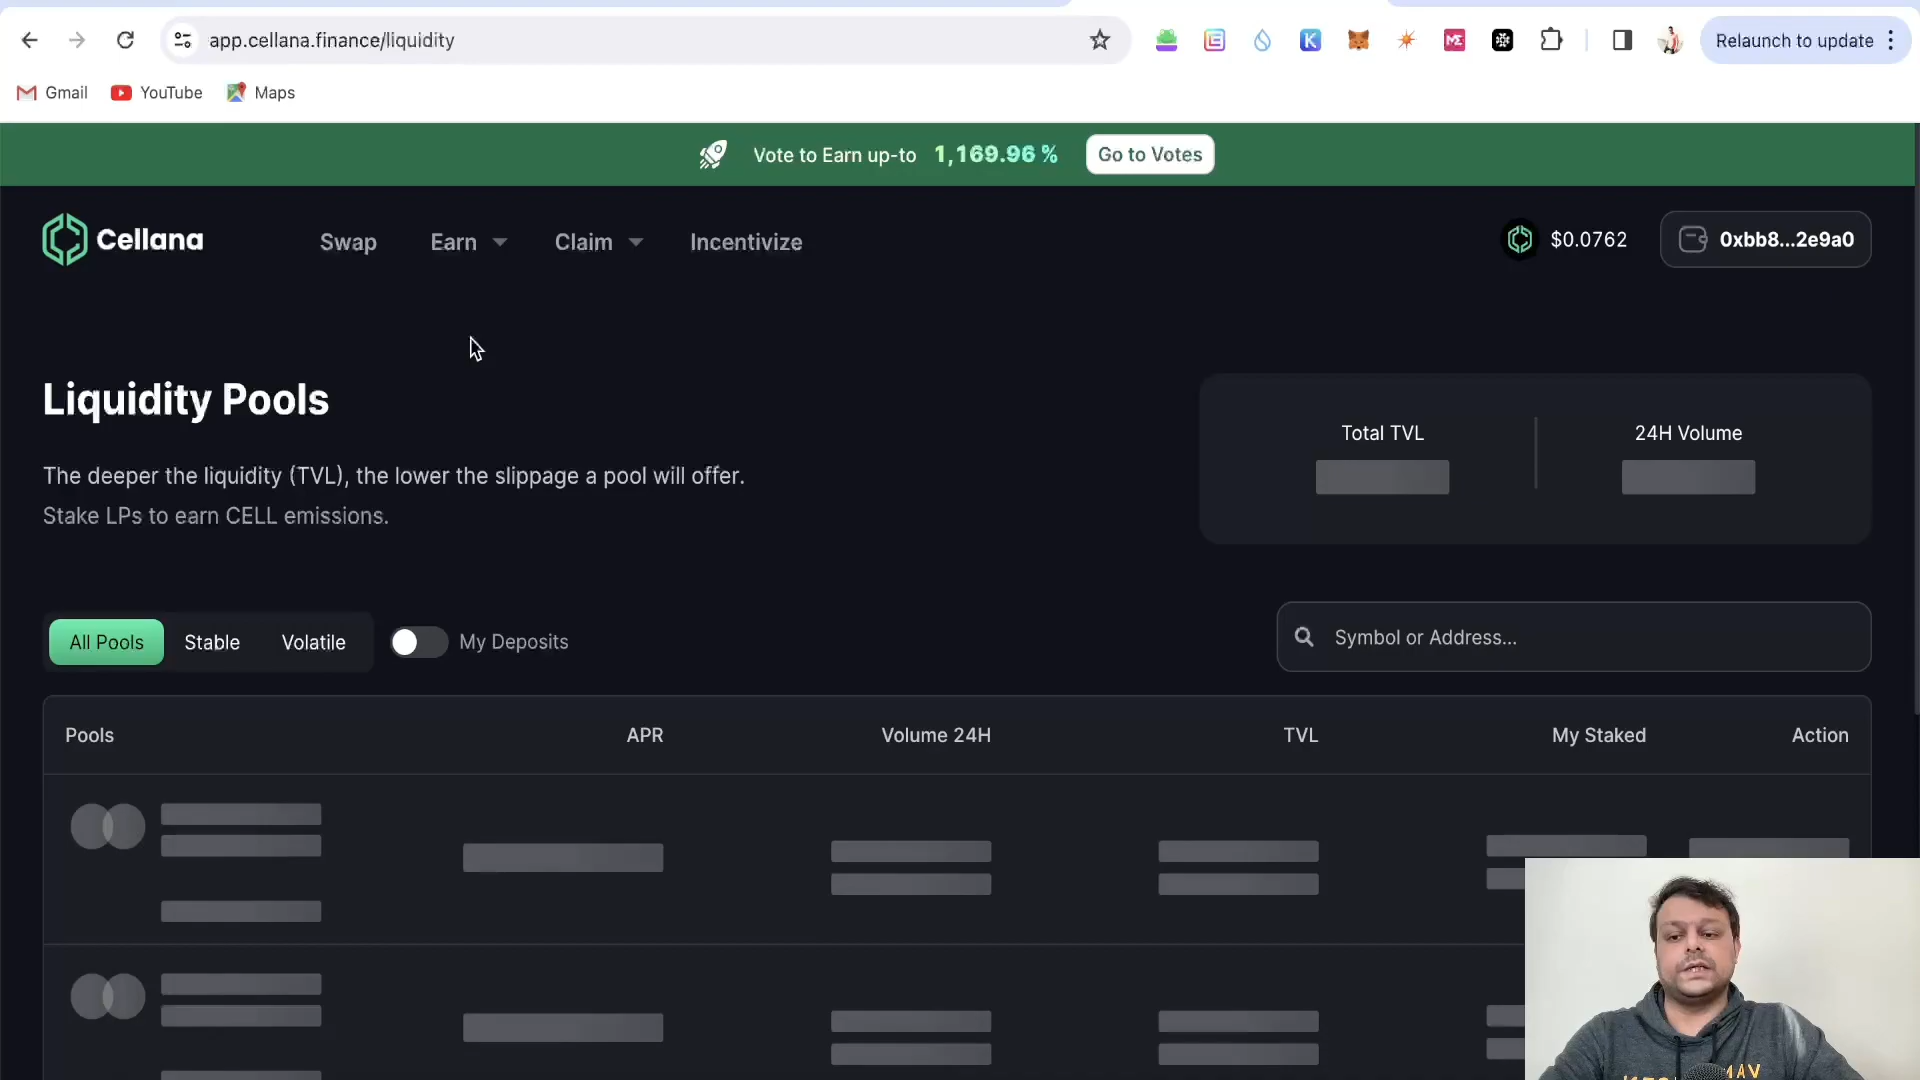 app.cellana.finance/liquidity
Relaunch to update
Gmail
YouTube
Maps
Vote to Earn up-to 1,169.96 %
Go to Votes
Cellana
Swap
Earn
Claim
Incentivize
$0.0762
0xbb8...2e9a0
Liquidity Pools
The deeper the liquidity (TVL), the lower the slippage a pool will offer.
Stake LPs to earn CELL emissions.
Total TVL
24H Volume
All Pools
Stable
Volatile
My Deposits
Symbol or Address...
Pools
APR
Volume 24H
TVL
My Staked
Action